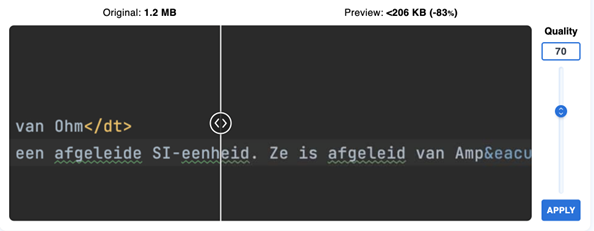 Original: 1.2 MB Preview: <206 KB (-83%)
Quality
70
van Ohm</dt>
een afgeleide SI-eenheid. Ze is afgeleid van Amp&eacu
APPLY